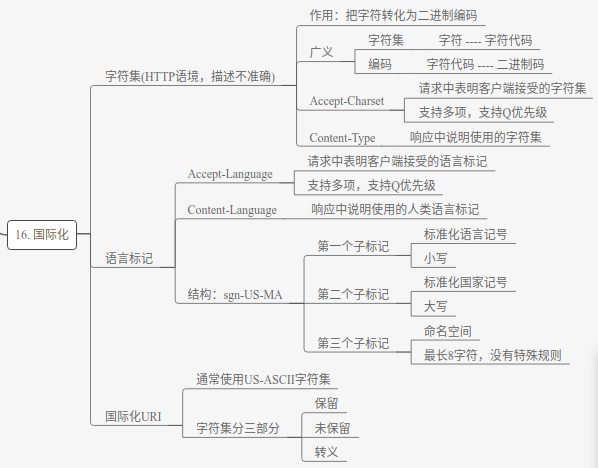 16. 国际化
字符集(HTTP语境，描述不准确)
作用：把字符转化为二进制编码
广义
字符集
字符 ---- 字符代码
编码
字符代码 ---- 二进制码
Accept-Charset
请求中表明客户端接受的字符集
支持多项，支持Q优先级
Content-Type
响应中说明使用的字符集
语言标记
Accept-Language
请求中表明客户端接受的语言标记
支持多项，支持Q优先级
Content-Language
响应中说明使用的人类语言标记
结构：sgn-US-MA
第一个子标记
标准化语言记号
小写
第二个子标记
标准化国家记号
大写
第三个子标记
命名空间
最长8字符，没有特殊规则
国际化URI
通常使用US-ASCII字符集
字符集分三部分
保留
未保留
转义